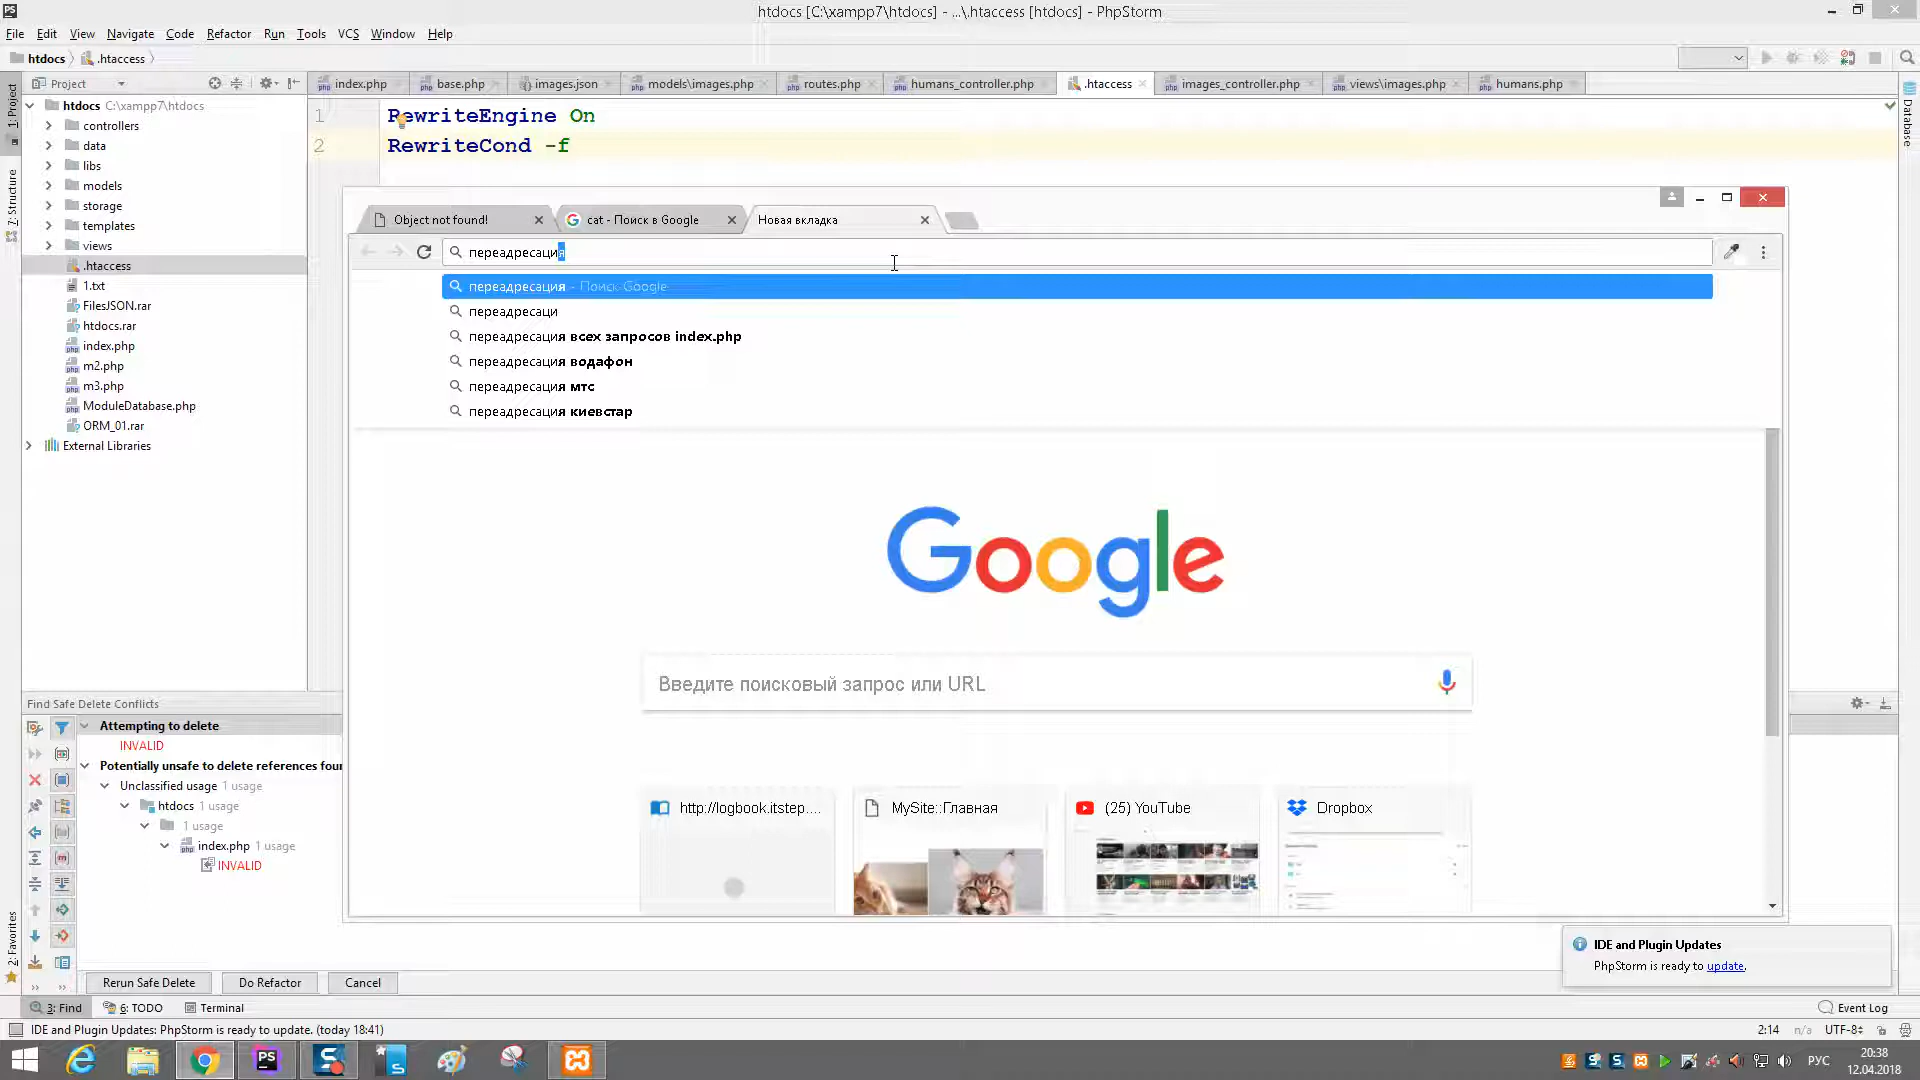 htdocs [C:\xampp7\htdocs] - ...\.htaccess [htdocs] - PhpStorm
File Edit View Navigate Code Refactor Run Tools VCS Window Help
htdocs .htaccess
Project
index.php base.php images.json models\images.php routes.php humans_controller.php .htaccess images_controller.php views\images.php humans.php
1: Project
7: Structure
2: Favorites
Database
htdocs C:\xampp7\htdocs
controllers
data
libs
models
storage
templates
views
.htaccess
1.txt
FilesJSON.rar
htdocs.rar
index.php
m2.php
m3.php
ModuleDatabase.php
ORM_01.rar
External Libraries
1 RewriteEngine On
2 RewriteCond -f
Object not found! cat - Поиск в Google Новая вкладка
переадресация
переадресация - Поиск Google
переадресаци
переадресация всех запросов index.php
переадресация водафон
переадресация мтс
переадресация киевстар
Google
Введите поисковый запрос или URL
http://logbook.itstep.... MySite::Главная (25) YouTube Dropbox
Find Safe Delete Conflicts
Attempting to delete
INVALID
Potentially unsafe to delete references four
Unclassified usage 1 usage
htdocs 1 usage
1 usage
index.php 1 usage
INVALID
Rerun Safe Delete Do Refactor Cancel
IDE and Plugin Updates
PhpStorm is ready to update.
3: Find 6: TODO Terminal Event Log
IDE and Plugin Updates: PhpStorm is ready to update. (today 18:41) 2:14 n/a UTF-8
РУС
20:38
12.04.2018